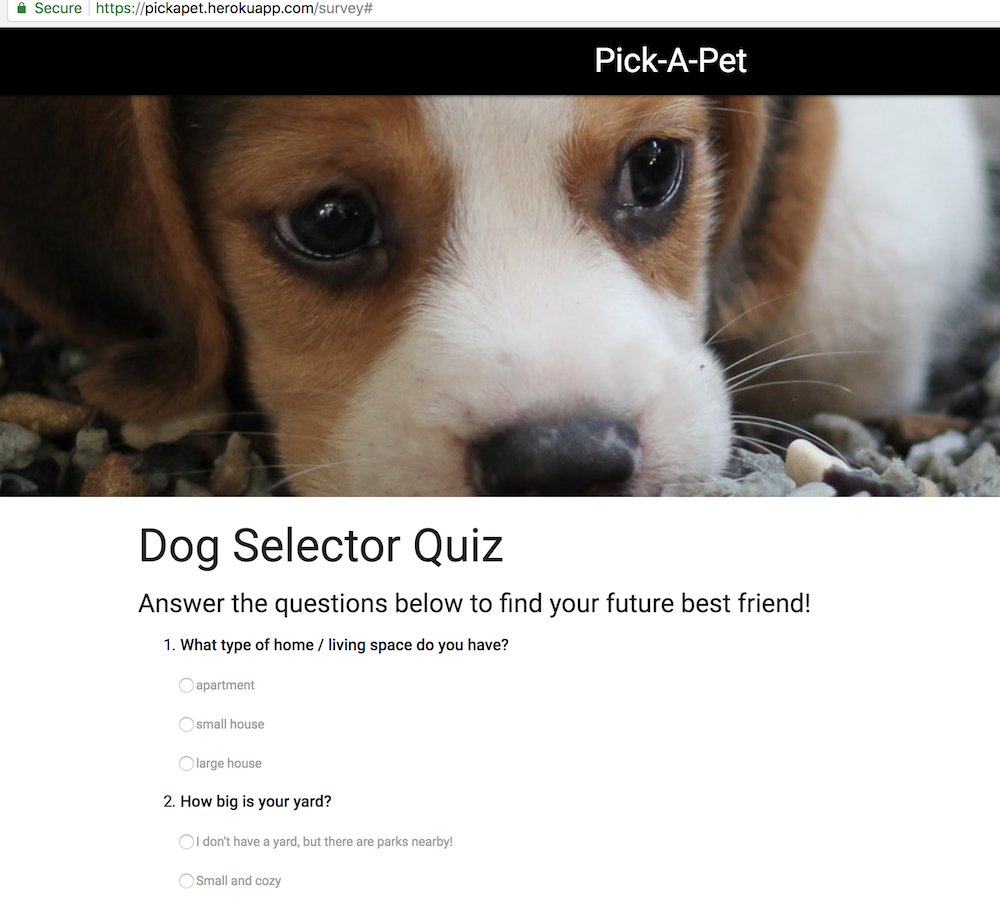 Secure https://pickapet.herokuapp.com/survey#
Pick-A-Pet
Dog Selector Quiz
Answer the questions below to find your future best friend!
1. What type of home / living space do you have?
apartment
small house
large house
2. How big is your yard?
I don't have a yard, but there are parks nearby!
Small and cozy